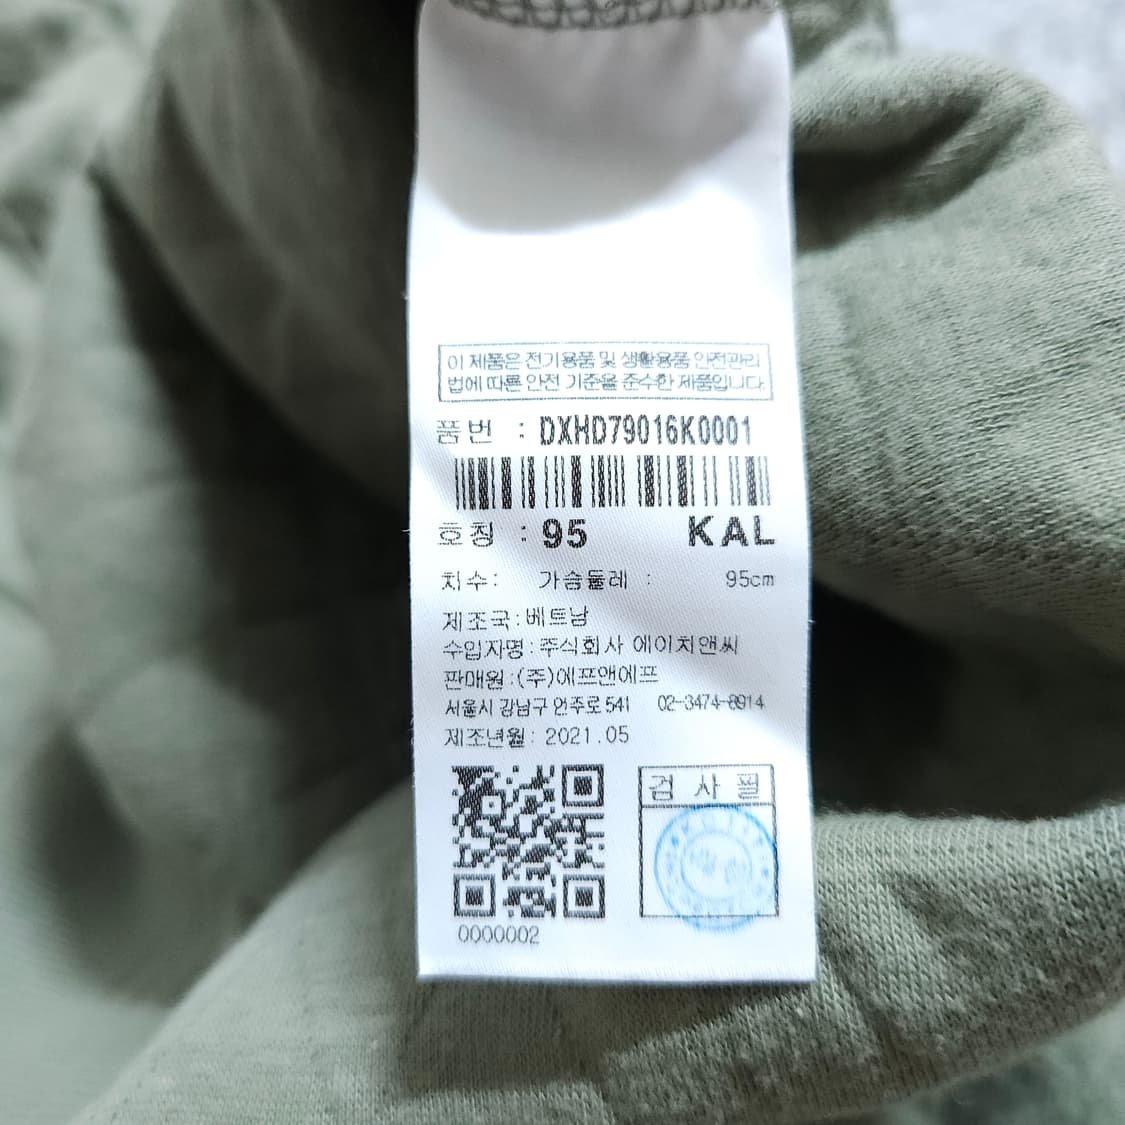 이 제품은 전기용품 및 생활용품 안전관리
법에 따른 안전 기준을 준수한 제품입니다
품번 : DXHD79016K0001
호칭 : 95 KAL
치수: 가슴둘레 : 95cm
제조국:베트남
수입자명:주식회사 에이치앤씨
판매원:(주)에프앤에프
서울시 강남구 언주로 541 02-3474-8914
제조년월: 2021.05
검 사 필
0000002